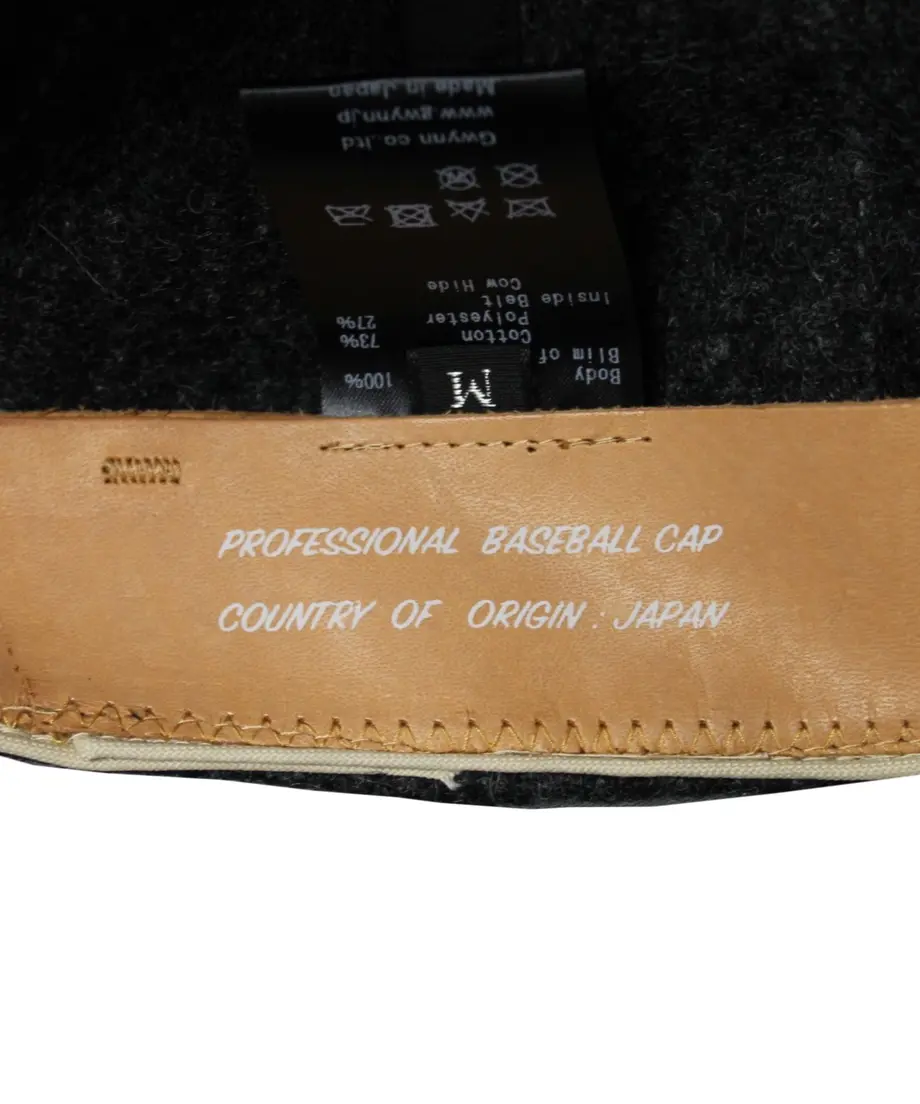 Made in Japan
www.gwynn.jp
Gwynn co.,ltd
Cow Hide
Inside Belt
Polyester 27%
Cotton 73%
Blim of
Body 100%
M
PROFESSIONAL BASEBALL CAP
COUNTRY OF ORIGIN : JAPAN